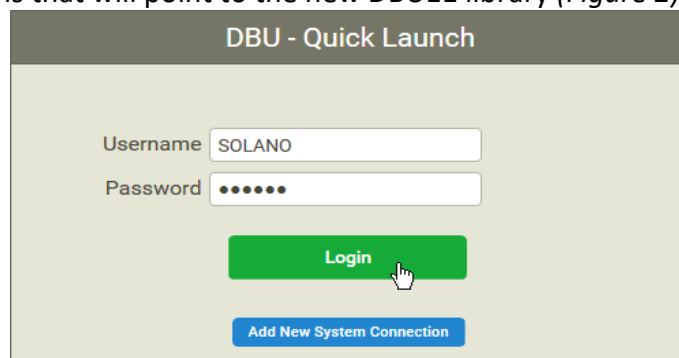 is that will point to the new DBU11 library (Figure 2)
DBU - Quick Launch
Username SOLANO
Password ●●●●●●
Login
Add New System Connection